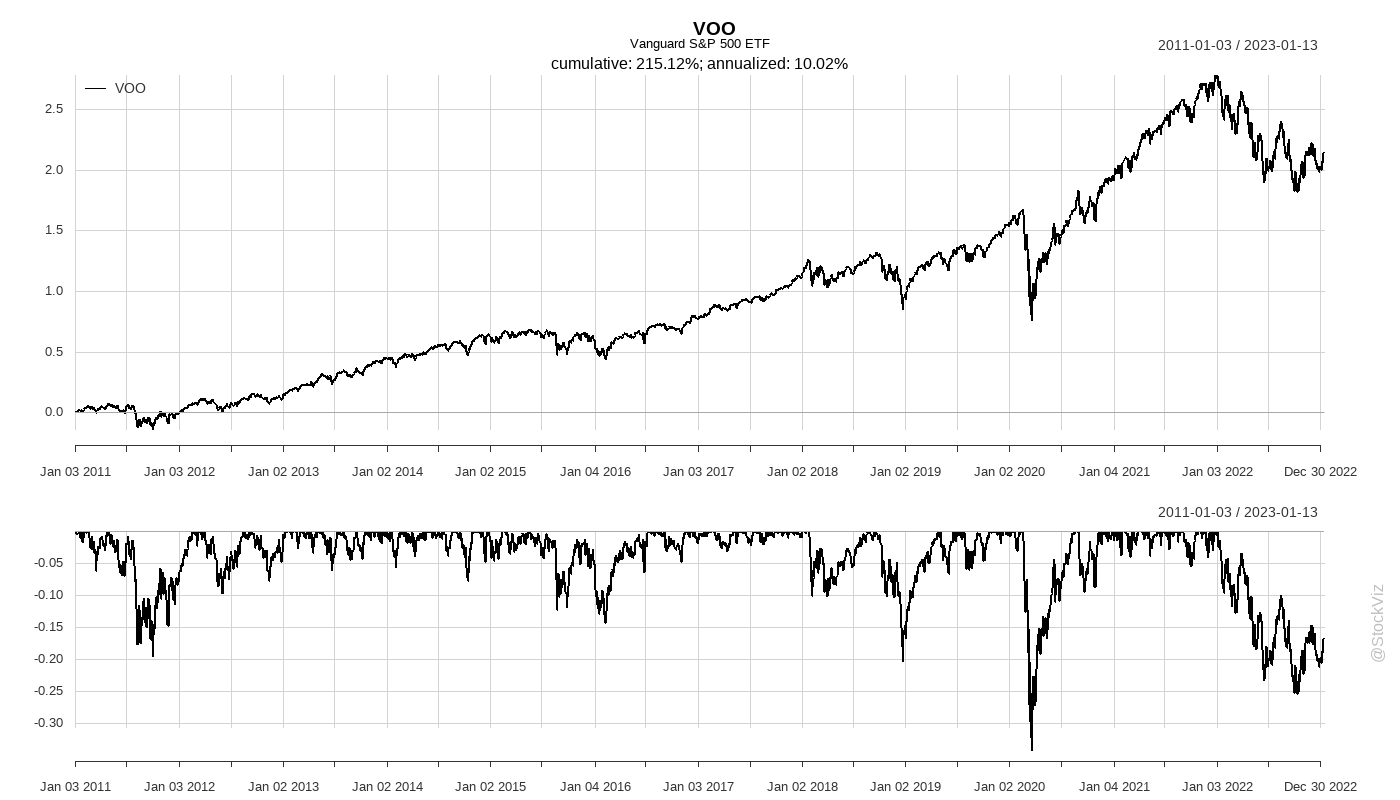 VOO
Vanguard S&P 500 ETF
2011-01-03 / 2023-01-13
cumulative: 215.12%; annualized: 10.02%
VOO
2.5
2.0
1.5
1.0
0.5
0.0
Jan 03 2011 Jan 03 2012 Jan 02 2013 Jan 02 2014 Jan 02 2015 Jan 04 2016 Jan 03 2017 Jan 02 2018 Jan 02 2019 Jan 02 2020 Jan 04 2021 Jan 03 2022 Dec 30 2022
2011-01-03 / 2023-01-13
-0.05
-0.10
-0.15
-0.20
-0.25
-0.30
@StockViz
Jan 03 2011 Jan 03 2012 Jan 02 2013 Jan 02 2014 Jan 02 2015 Jan 04 2016 Jan 03 2017 Jan 02 2018 Jan 02 2019 Jan 02 2020 Jan 04 2021 Jan 03 2022 Dec 30 2022